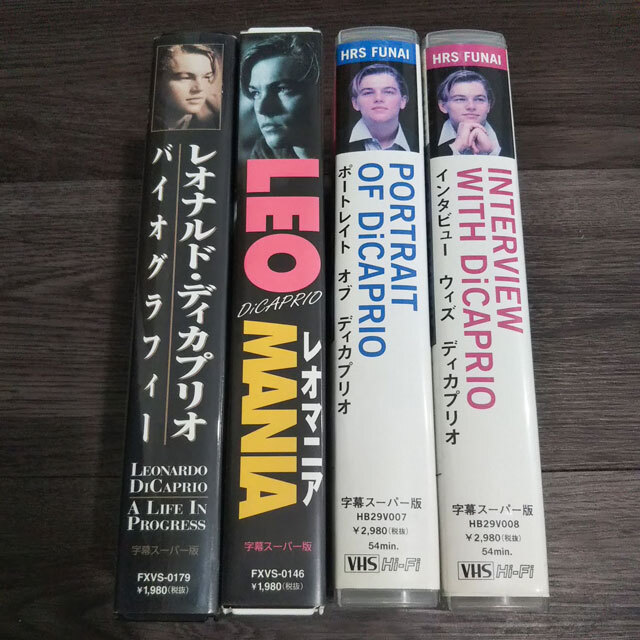 レオナルド・ディカプリオ
バイオグラフィー
LEONARDO
DICAPRIO
A LIFE IN
PROGRESS
字幕スーパー版
FXVS-0179
¥1,980(税抜)
LEO
DiCAPRIO
MANIA
レオマニア
字幕スーパー版
FXVS-0146
¥1,980(税抜)
HRS FUNAI
PORTRAIT
OF DiCAPRIO
ポートレイト オブ ディカプリオ
字幕スーパー版
HB29V007
¥2,980(税抜)
54min.
VHS Hi-Fi
HRS FUNAI
INTERVIEW
WITH DiCAPRIO
インタビュー ウィズ ディカプリオ
字幕スーパー版
HB29V008
¥2,980(税抜)
54min.
VHS Hi-Fi